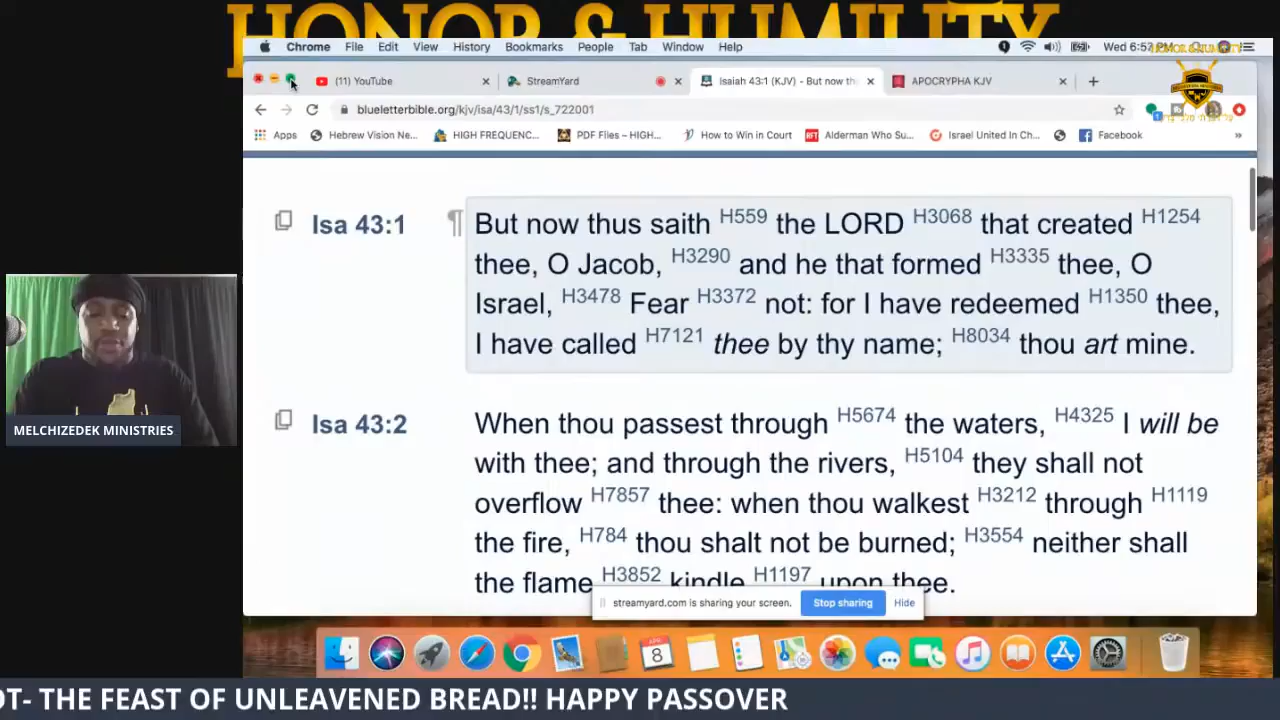 HONOR & HUMILITY
Chrome File Edit View History Bookmarks People Tab Window Help
Wed 6:52 PM
(11) YouTube
StreamYard
Isaiah 43:1 (KJV) - But now th
APOCRYPHA KJV
blueletterbible.org/kjv/isa/43/1/ss1/s_722001
Apps Hebrew Vision Ne... HIGH FREQUENC... PDF Files – HIGH... How to Win in Court Alderman Who Su... Israel United In Ch... Facebook »
Isa 43:1 ¶ But now thus saith H559 the LORD H3068 that created H1254
thee, O Jacob, H3290 and he that formed H3335 thee, O
Israel, H3478 Fear H3372 not: for I have redeemed H1350 thee,
I have called H7121 thee by thy name; H8034 thou art mine.
Isa 43:2 When thou passest through H5674 the waters, H4325 I will be
with thee; and through the rivers, H5104 they shall not
overflow H7857 thee: when thou walkest H3212 through H1119
the fire, H784 thou shalt not be burned; H3554 neither shall
the flame H3852 kindle H1197 upon thee.
streamyard.com is sharing your screen. Stop sharing Hide
MELCHIZEDEK MINISTRIES
APR
8
OT- THE FEAST OF UNLEAVENED BREAD!! HAPPY PASSOVER